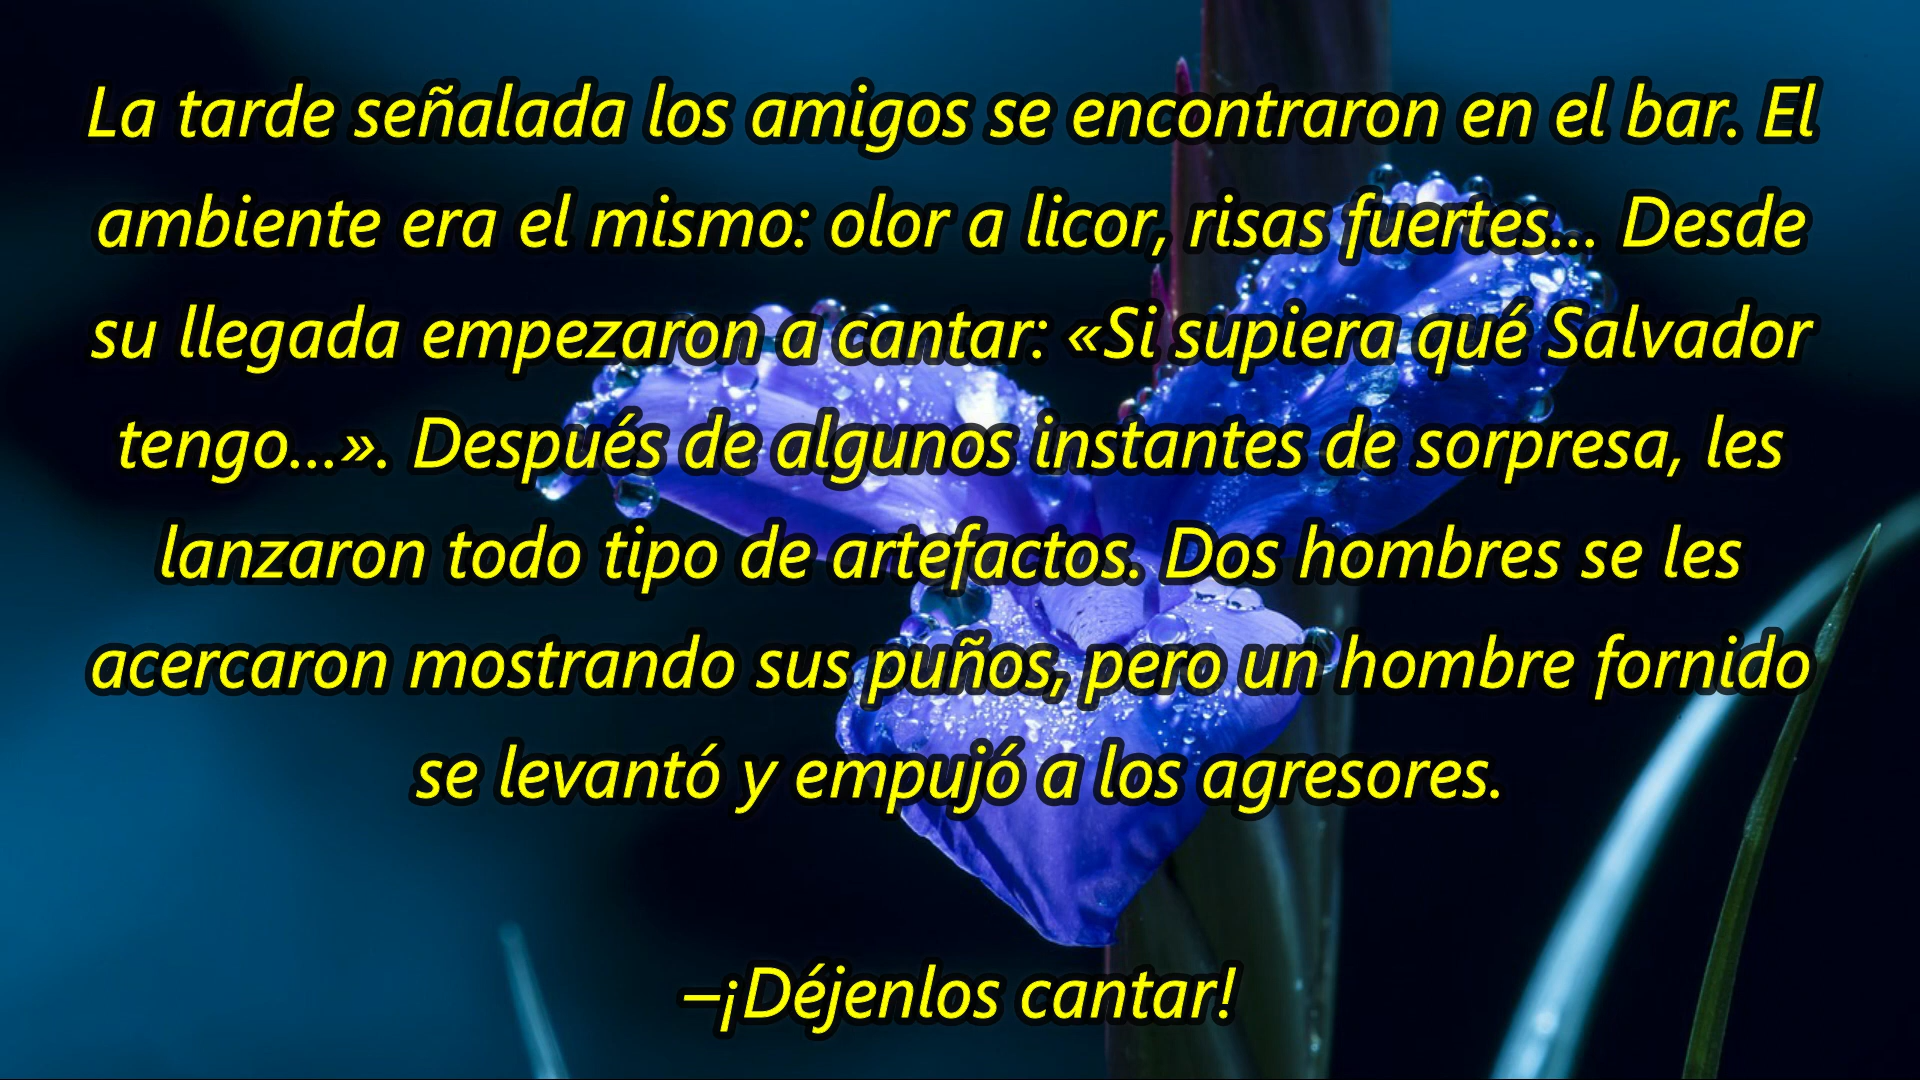 La tarde señalada los amigos se encontraron en el bar. El
ambiente era el mismo: olor a licor, risas fuertes... Desde
su llegada empezaron a cantar: «Si supiera qué Salvador
tengo...». Después de algunos instantes de sorpresa, les
lanzaron todo tipo de artefactos. Dos hombres se les
acercaron mostrando sus puños, pero un hombre fornido
se levantó y empujó a los agresores.
–¡Déjenlos cantar!